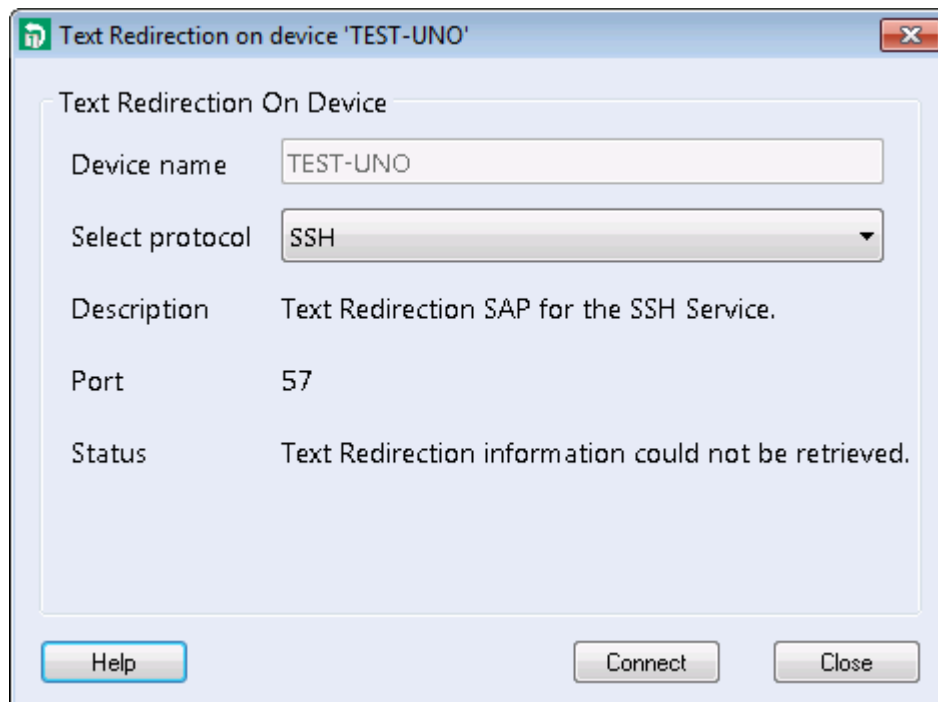 Text Redirection on device 'TEST-UNO'
Text Redirection On Device
Device name TEST-UNO
Select protocol SSH
Description Text Redirection SAP for the SSH Service.
Port 57
Status Text Redirection information could not be retrieved.
Help Connect Close